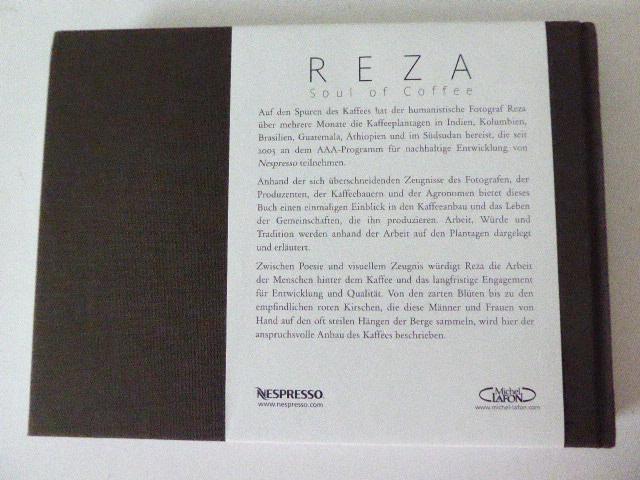 REZA
Soul of Coffee
Auf den Spuren des Kaffees hat der humanistische Fotograf Reza
über mehrere Monate die Kaffeeplantagen in Indien, Kolumbien,
Brasilien, Guatemala, Äthiopien und im Südsudan bereist, die seit
2003 an dem AAA-Programm für nachhaltige Entwicklung von
Nespresso teilnehmen.
Anhand der sich überschneidenden Zeugnisse des Fotografen, der
Produzenten, der Kaffeebauern und der Agronomen bietet dieses
Buch einen einmaligen Einblick in den Kaffeeanbau und das Leben
der Gemeinschaften, die ihn produzieren. Arbeit, Würde und
Tradition werden anhand der Arbeit auf den Plantagen dargelegt
und erläutert.
Zwischen Poesie und visuellem Zeugnis würdigt Reza die Arbeit
der Menschen hinter dem Kaffee und das langfristige Engagement
für Entwicklung und Qualität. Von den zarten Blüten bis zu den
empfindlichen roten Kirschen, die diese Männer und Frauen von
Hand auf den oft steilen Hängen der Berge sammeln, wird hier der
anspruchsvolle Anbau des Kaffees beschrieben.
NESPRESSO
www.nespresso.com
Michel
LAFON
www.michel-lafon.com